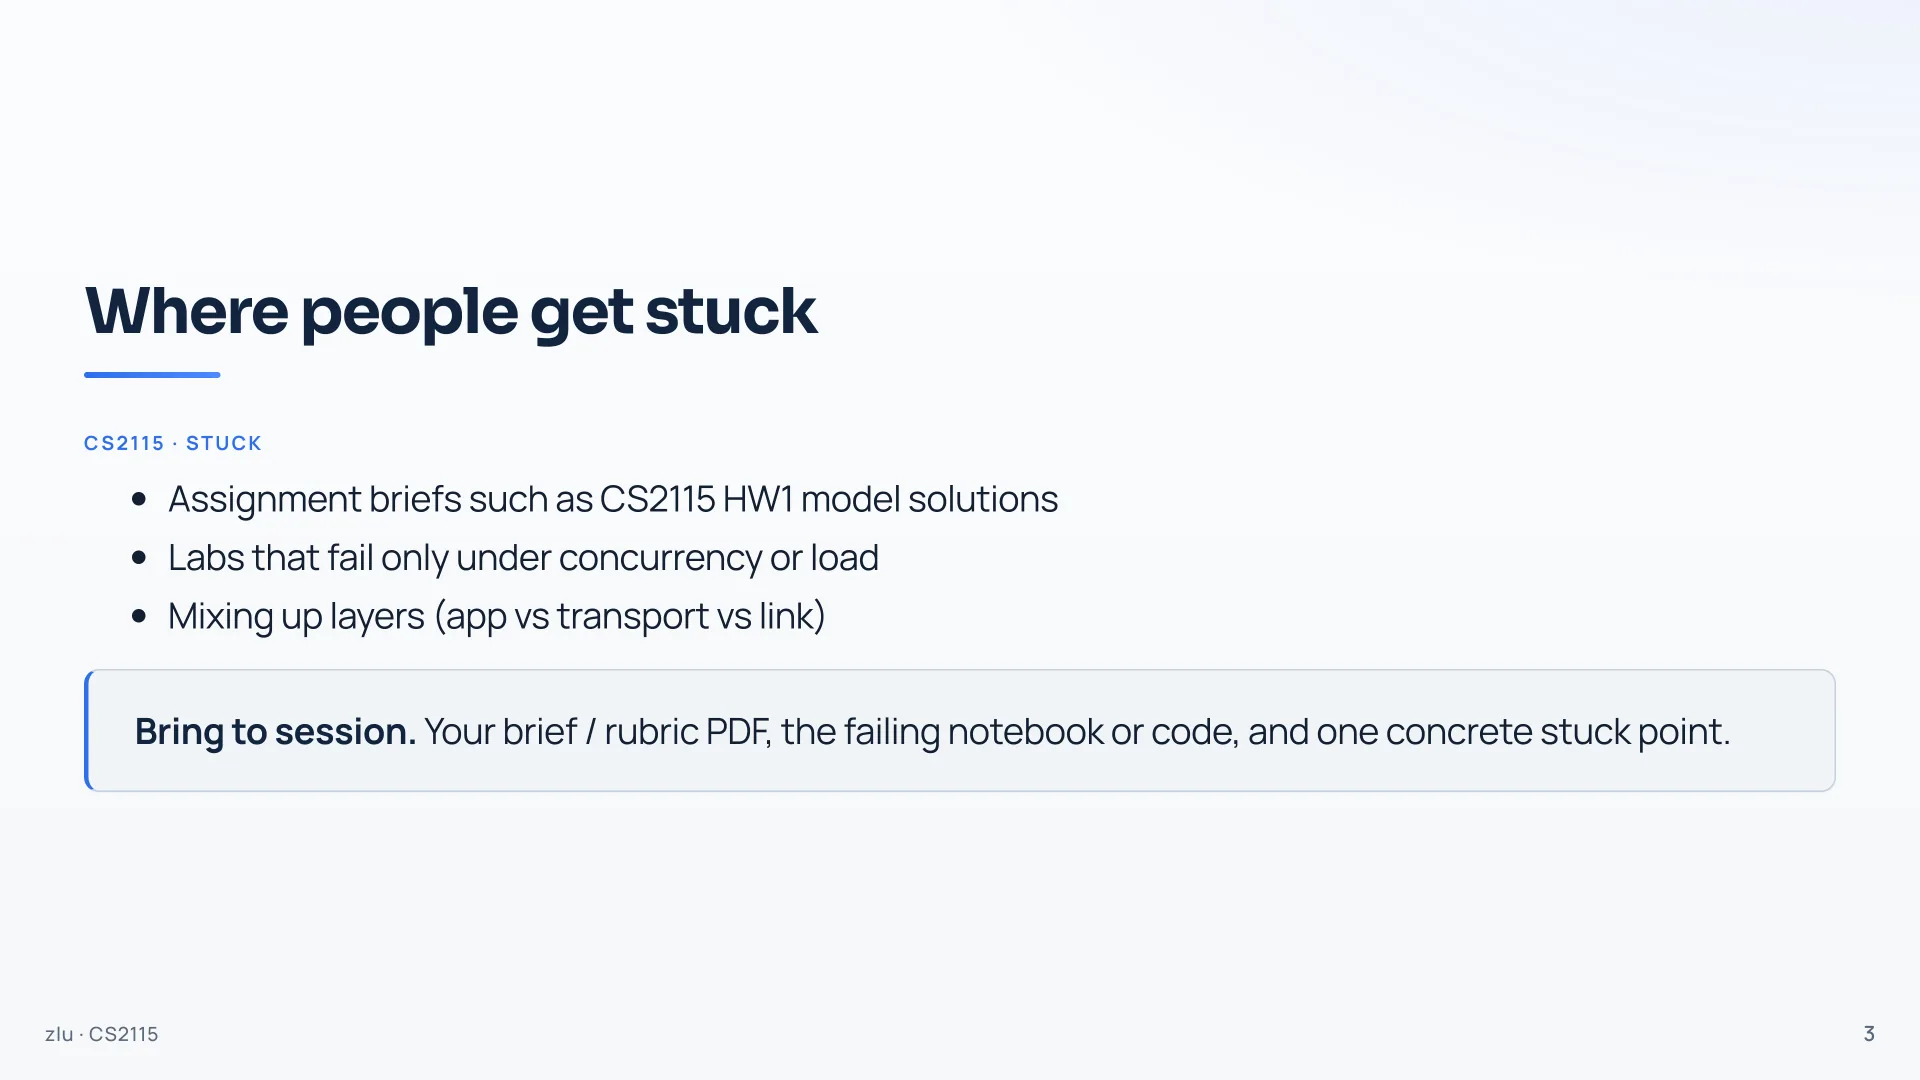 Where people get stuck
CS2115 · STUCK
• Assignment briefs such as CS2115 HW1 model solutions
• Labs that fail only under concurrency or load
• Mixing up layers (app vs transport vs link)
Bring to session. Your brief / rubric PDF, the failing notebook or code, and one concrete stuck point.
zlu · CS2115
3